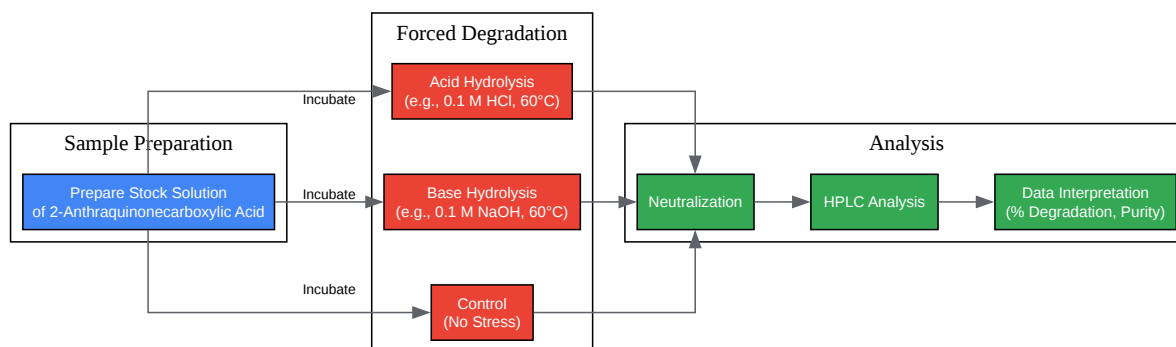 Forced Degradation
Acid Hydrolysis
(e.g., 0.1 M HCl, 60°C)
Incubate
Sample Preparation
Prepare Stock Solution
of 2-Anthraquinonecarboxylic Acid
Incubate
Base Hydrolysis
(e.g., 0.1 M NaOH, 60°C)
Incubate
Control
(No Stress)
Analysis
Neutralization
HPLC Analysis
Data Interpretation
(% Degradation, Purity)